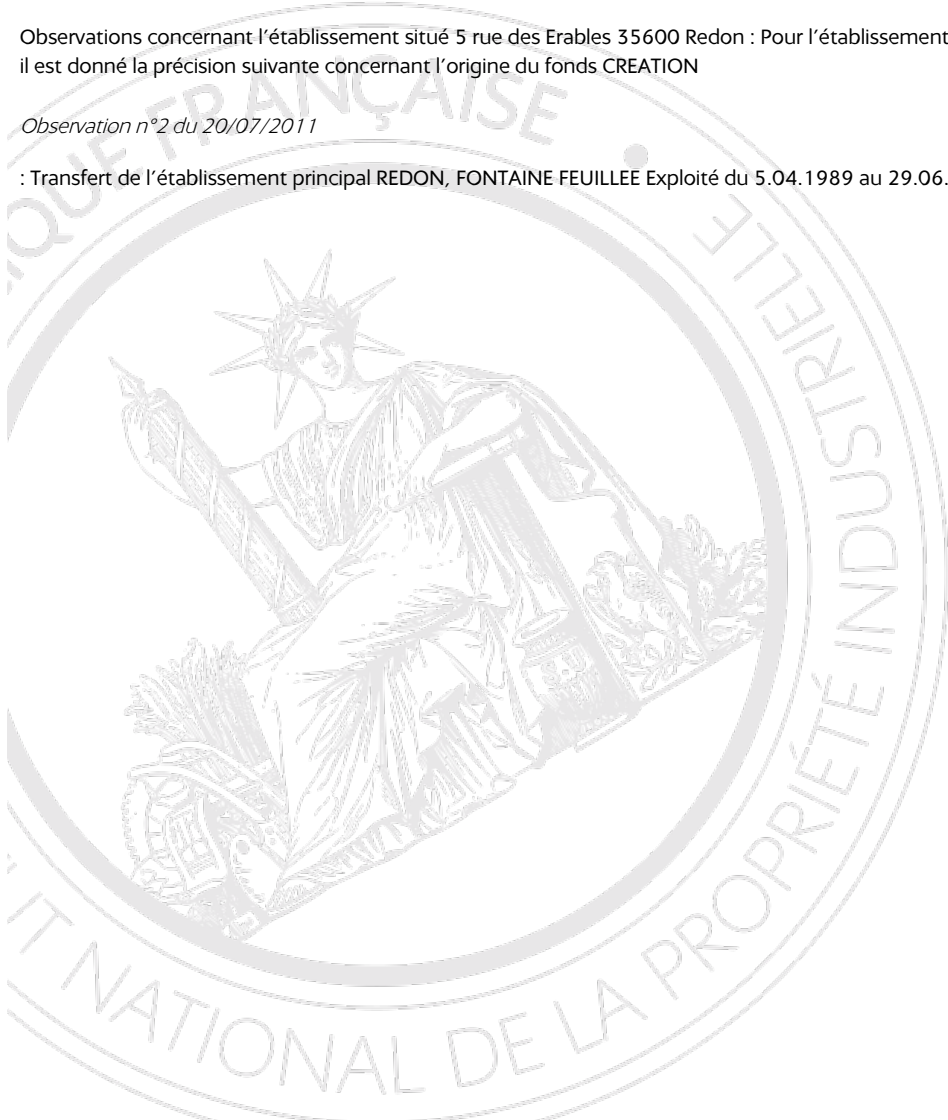 Observations concernant l'établissement situé 5 rue des Erables 35600 Redon : Pour l'établissement
il est donné la précision suivante concernant l'origine du fonds CREATION
Observation n°2 du 20/07/2011
: Transfert de l'établissement principal REDON, FONTAINE FEUILLEE Exploité du 5.04.1989 au 29.06.
IQUE FRANÇAISE • 
IT NATIONAL DE LA PROPRIÉTÉ INDUSTRIELLE